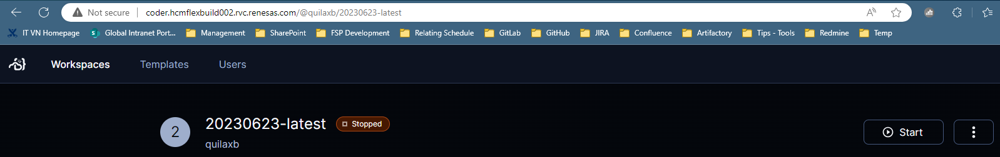 Not secure | coder.hcmflexbuild002.rvc.renesas.com/@quilaxb/20230623-latest
IT VN Homepage Global Intranet Port... Management SharePoint FSP Development Relating Schedule GitLab GitHub JIRA Confluence Artifactory Tips - Tools Redmine Temp
Workspaces Templates Users
2 20230623-latest Stopped Start
quilaxb